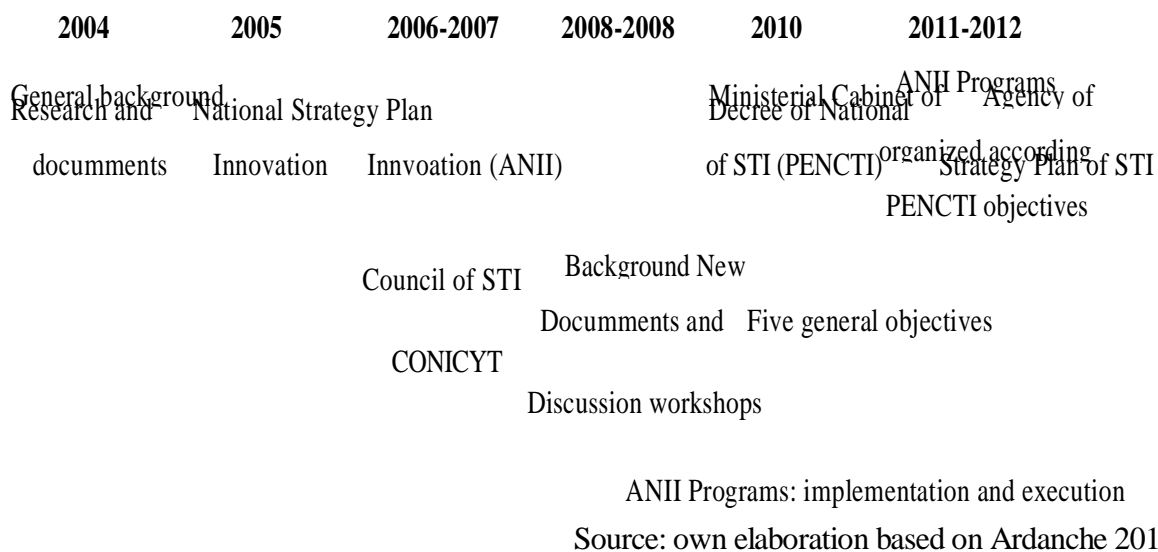 2004 2005 2006-2007 2008-2008 2010 2011-2012
ANII Programs
General background Ministerial Cabinet of Agency of
Research and National Strategy Plan Decree of National
organized according
documments Innovation Innvoation (ANII) of STI (PENCTI) Strategy Plan of STI
PENCTI objectives
Background New
Council of STI
Documments and Five general objectives
CONICYT
Discussion workshops
ANII Programs: implementation and execution
Source: own elaboration based on Ardanche 201